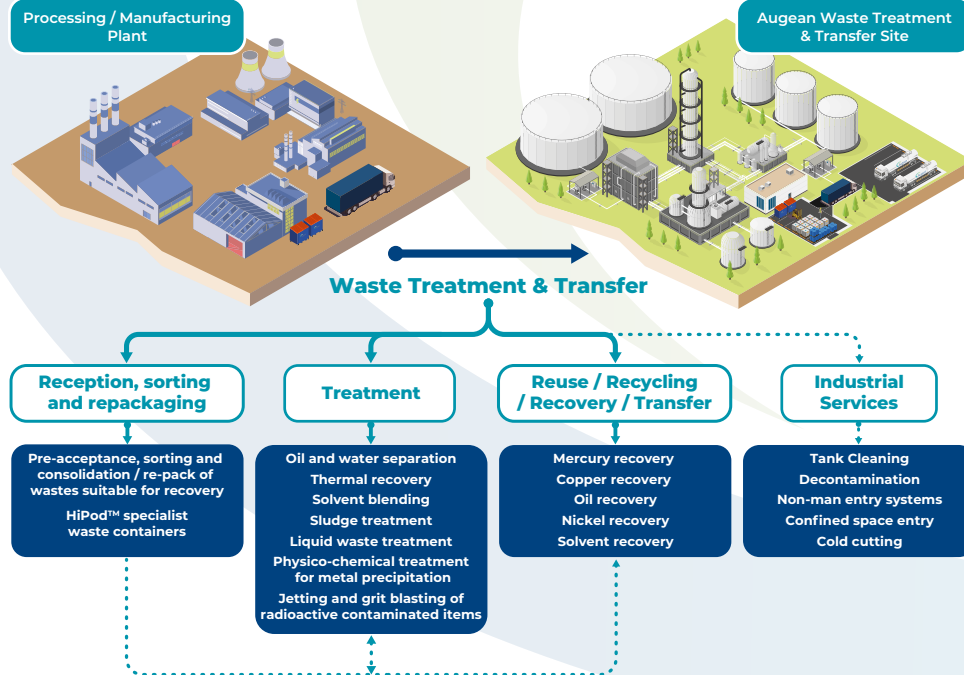 Processing / Manufacturing
Plant
Augean Waste Treatment
& Transfer Site
Waste Treatment & Transfer
Reception, sorting
and repackaging
Treatment
Reuse / Recycling
/ Recovery / Transfer
Industrial
Services
Pre-acceptance, sorting and
consolidation / re-pack of
wastes suitable for recovery
HiPod™ specialist
waste containers
Oil and water separation
Thermal recovery
Solvent blending
Sludge treatment
Liquid waste treatment
Physico-chemical treatment
for metal precipitation
Jetting and grit blasting of
radioactive contaminated items
Mercury recovery
Copper recovery
Oil recovery
Nickel recovery
Solvent recovery
Tank Cleaning
Decontamination
Non-man entry systems
Confined space entry
Cold cutting